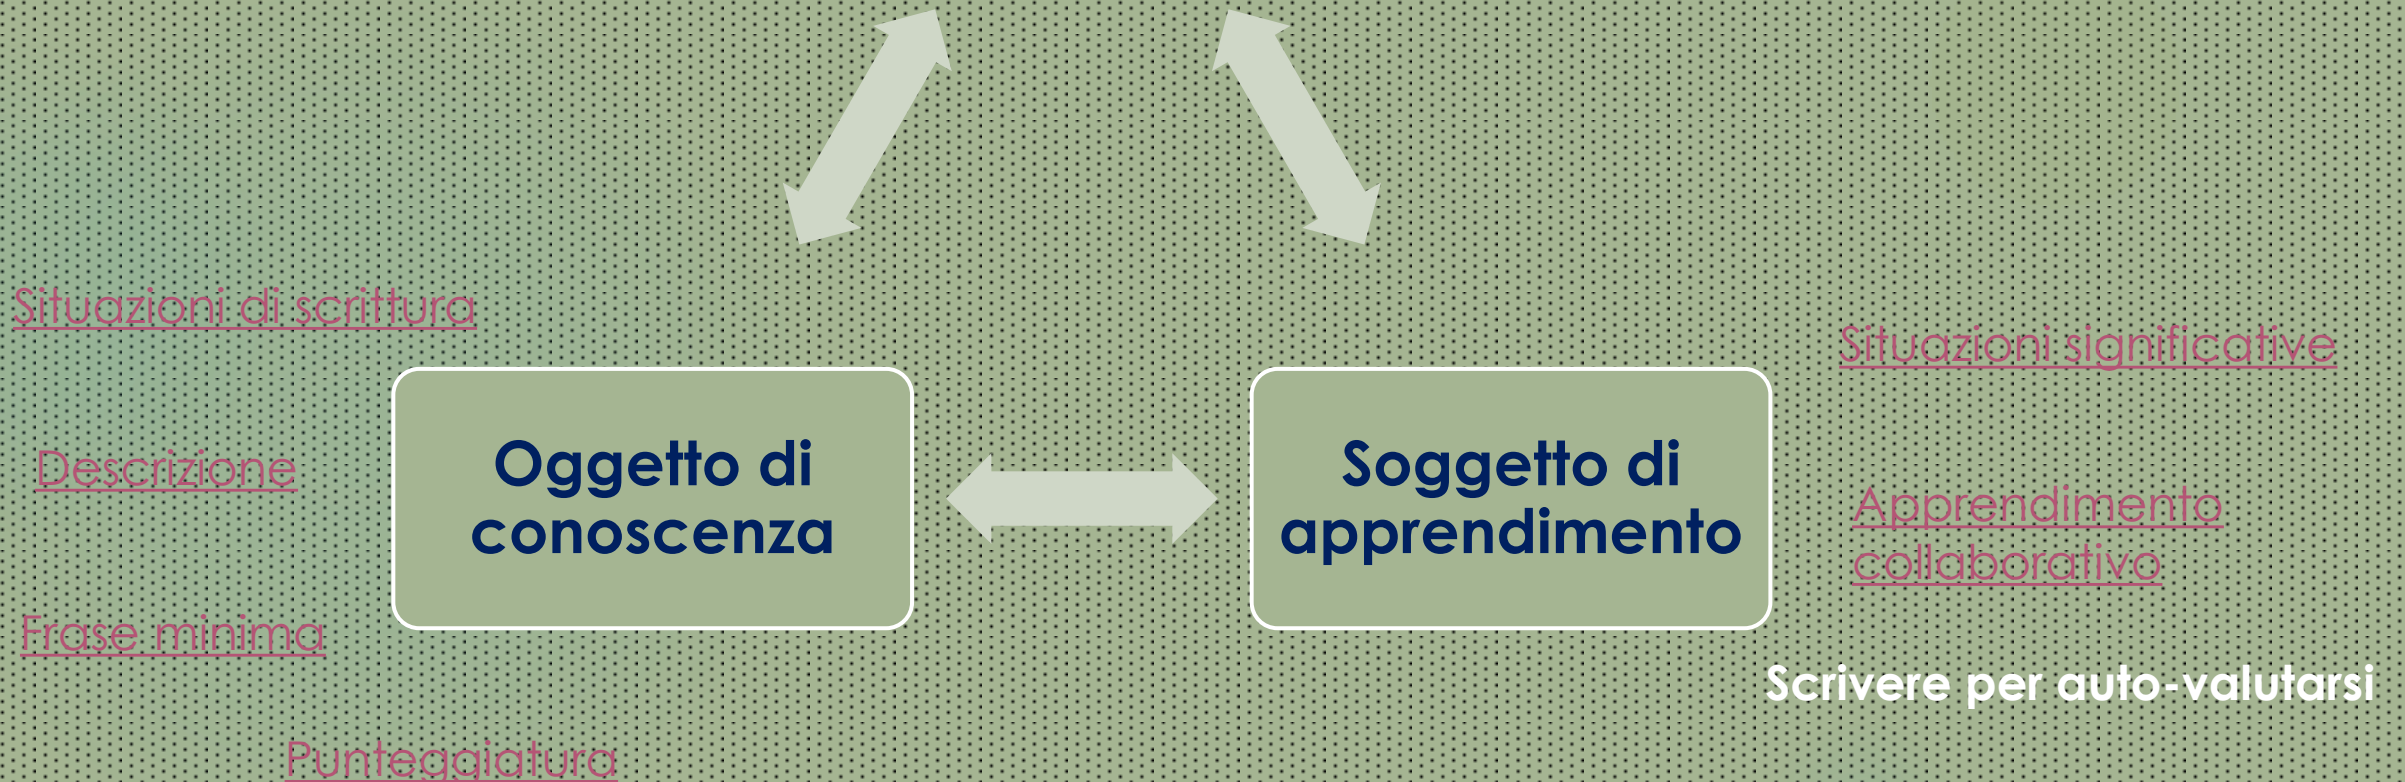 Situazioni di scrittura
Situazioni significative
Oggetto di
conoscenza
Soggetto di
apprendimento
Descrizione
Apprendimento
collaborativo
Frase minima
Scrivere per auto-valutarsi
Punteggiatura